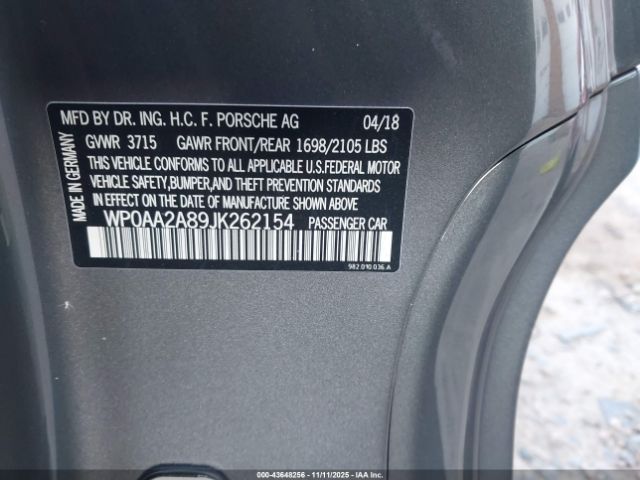 MFD BY DR. ING. H.C. F. PORSCHE AG 04/18
GVWR 3715 GAWR FRONT/REAR 1698/2105 LBS
THIS VEHICLE CONFORMS TO ALL APPLICABLE U.S.FEDERAL MOTOR
VEHICLE SAFETY,BUMPER,AND THEFT PREVENTION STANDARDS
IN EFFECT ON THE DATE OF MANUFACTURE SHOWN ABOVE
WP0AA2A89JK262154 PASSENGER CAR
982.010.036.A
MADE IN GERMANY
00-43648256 - 11/11/2025 - IAA Inc.